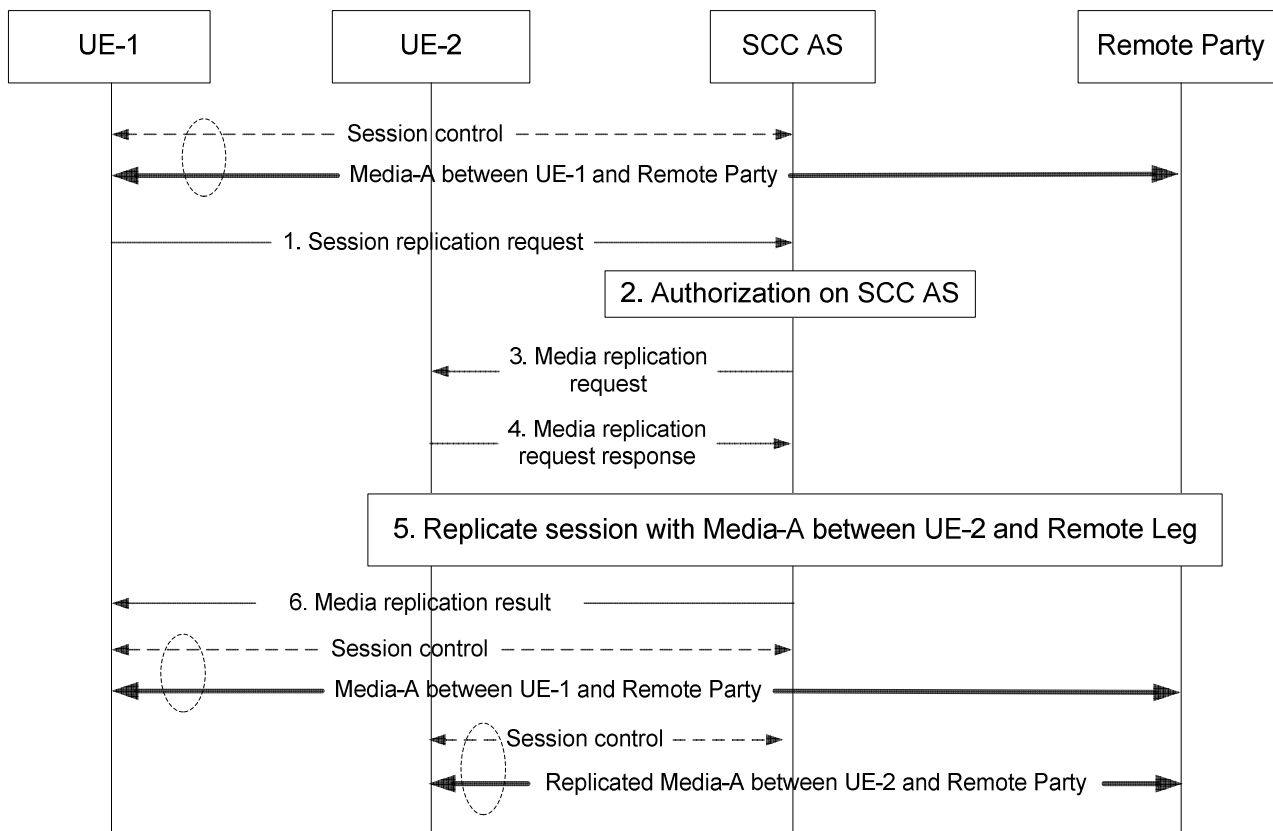 UE-1
UE-2
SCC AS
Remote Party
Session control
Media-A between UE-1 and Remote Party
1. Session replication request
2. Authorization on SCC AS
3. Media replication
request
4. Media replication
request response
5. Replicate session with Media-A between UE-2 and Remote Leg
6. Media replication result
Session control
Media-A between UE-1 and Remote Party
Session control
Replicated Media-A between UE-2 and Remote Party